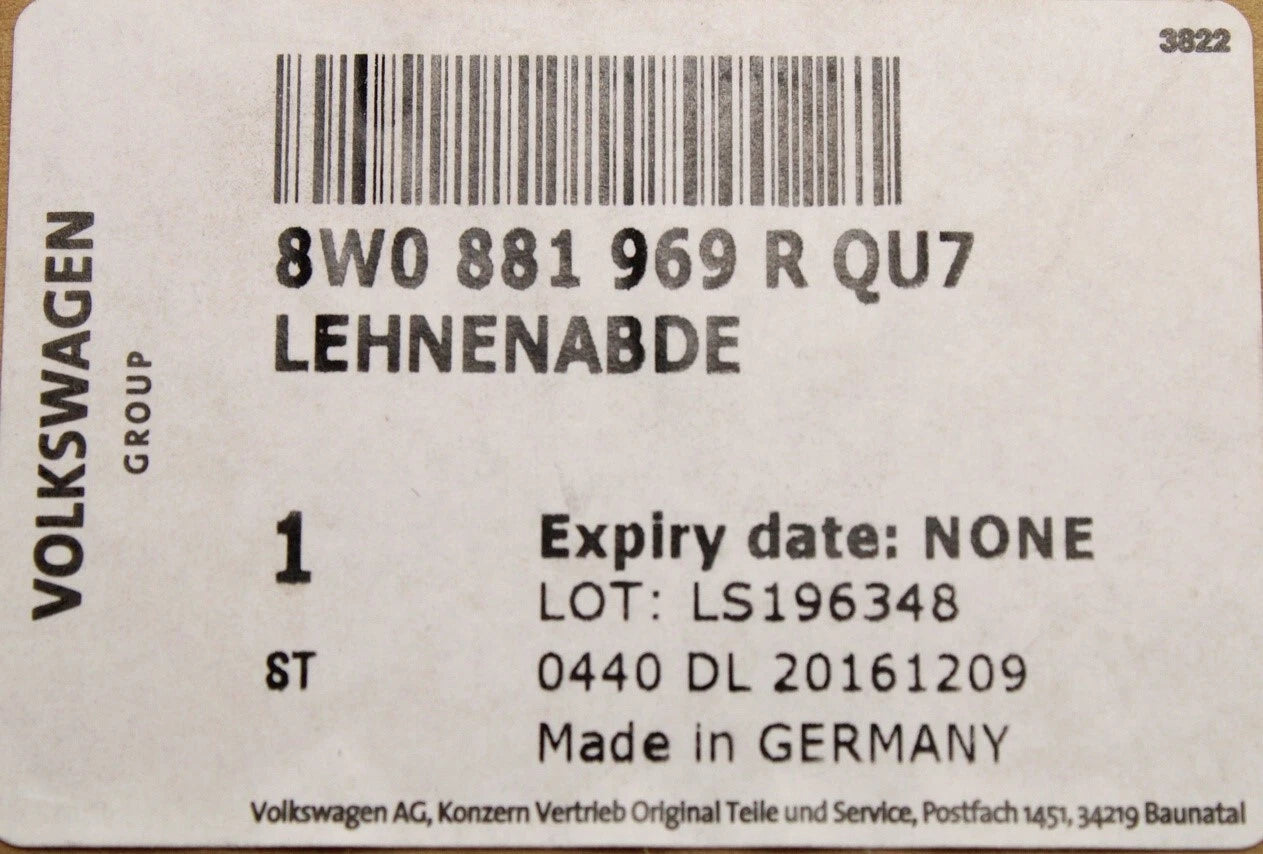 3822
8W0 881 969 R QU7
LEHNENABDE
VOLKSWAGEN
GROUP
1
Expiry date: NONE
LOT: LS196348
ST
0440 DL 20161209
Made in GERMANY
Volkswagen AG, Konzern Vertrieb Original Teile und Service, Postfach 1451, 34219 Baunatal